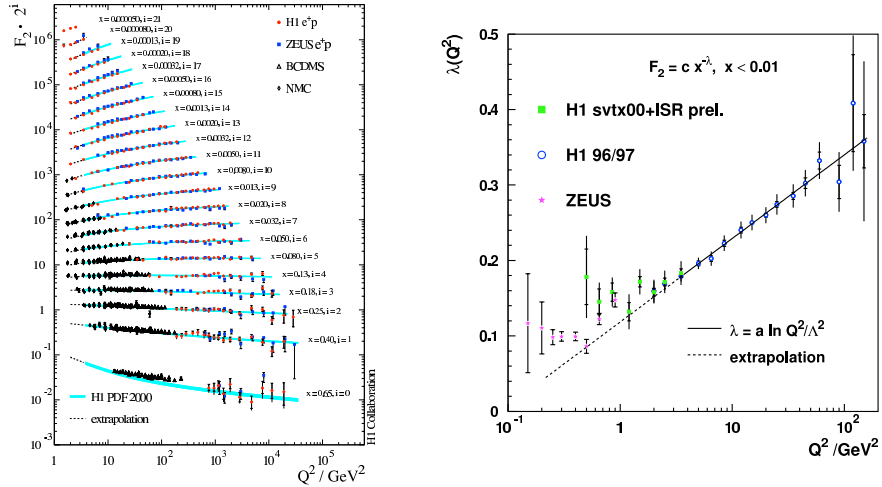 F₂ · 2ⁱ
10⁶
10⁵
10⁴
10³
10²
10
1
10⁻¹
10⁻²
10⁻³
x = 0.000050, i = 21
x = 0.000080, i = 20
x = 0.00013, i = 19
x = 0.00020, i = 18
x = 0.00032, i = 17
x = 0.00050, i = 16
x = 0.00080, i = 15
x = 0.0013, i = 14
x = 0.0020, i = 13
x = 0.0032, i = 12
x = 0.0050, i = 11
x = 0.0080, i = 10
x = 0.013, i = 9
x = 0.020, i = 8
x = 0.032, i = 7
x = 0.050, i = 6
x = 0.080, i = 5
x = 0.13, i = 4
x = 0.18, i = 3
x = 0.25, i = 2
x = 0.40, i = 1
x = 0.65, i = 0
H1 e⁺p
ZEUS e⁺p
BCDMS
NMC
H1 PDF 2000
extrapolation
H1 Collaboration
1 10 10² 10³ 10⁴ 10⁵
Q² / GeV²
λ(Q²)
0.5
0.4
0.3
0.2
0.1
0
F₂ = c x⁻λ, x < 0.01
H1 svtx00+ISR prel.
H1 96/97
ZEUS
λ = a ln Q²/Λ²
extrapolation
10⁻¹ 1 10 10²
Q² /GeV²